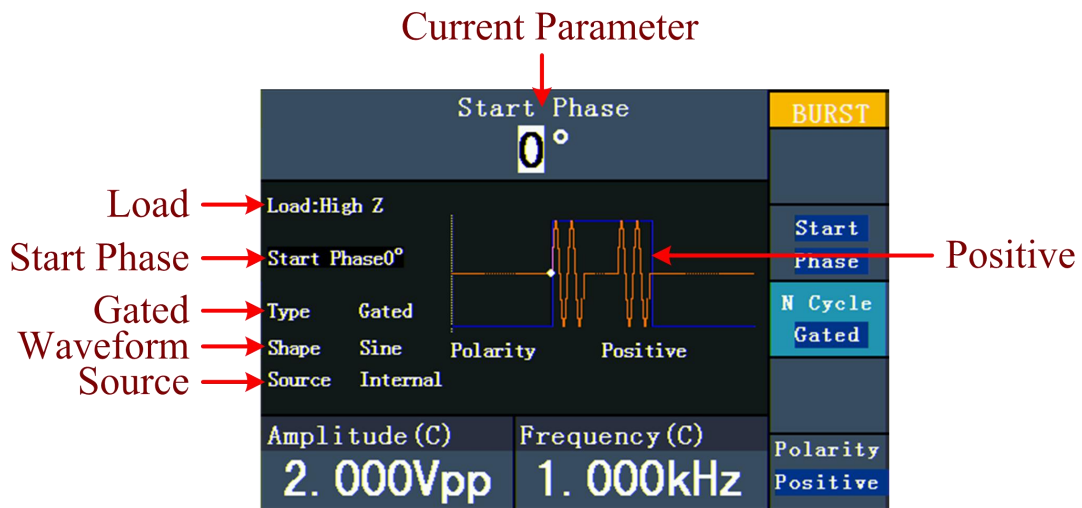 Current Parameter
Start Phase
0°
BURST
Load
Load:High Z
Start Phase
Start Phase0°
Start
Phase
Positive
Gated
Type Gated
N Cycle
Gated
Waveform
Shape Sine
Polarity Positive
Source
Source Internal
Amplitude(C)
2.000Vpp
Frequency(C)
1.000kHz
Polarity
Positive